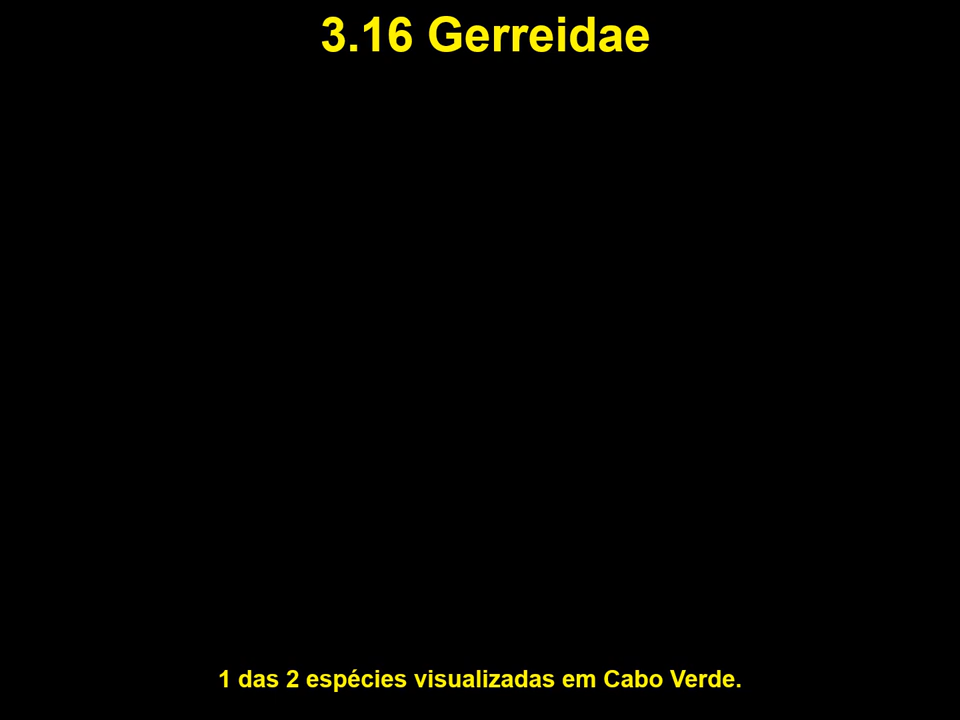 3.16 Gerreidae
1 das 2 espécies visualizadas em Cabo Verde.